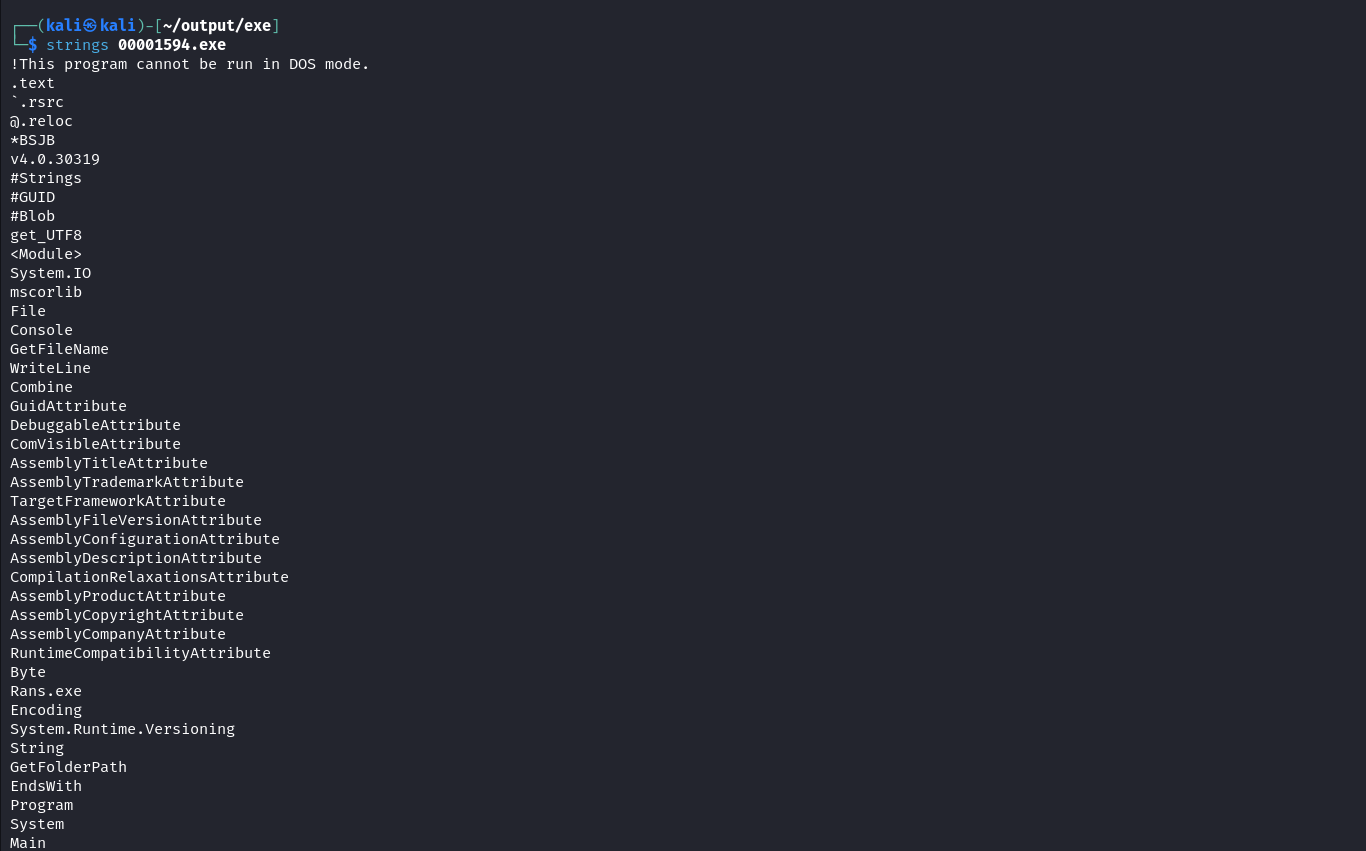 ┌──(kali㉿kali)-[~/output/exe]
└─$ strings 00001594.exe
!This program cannot be run in DOS mode.
.text
`.rsrc
@.reloc
*BSJB
v4.0.30319
#Strings
#GUID
#Blob
get_UTF8
<Module>
System.IO
mscorlib
File
Console
GetFileName
WriteLine
Combine
GuidAttribute
DebuggableAttribute
ComVisibleAttribute
AssemblyTitleAttribute
AssemblyTrademarkAttribute
TargetFrameworkAttribute
AssemblyFileVersionAttribute
AssemblyConfigurationAttribute
AssemblyDescriptionAttribute
CompilationRelaxationsAttribute
AssemblyProductAttribute
AssemblyCopyrightAttribute
AssemblyCompanyAttribute
RuntimeCompatibilityAttribute
Byte
Rans.exe
Encoding
System.Runtime.Versioning
String
GetFolderPath
EndsWith
Program
System
Main